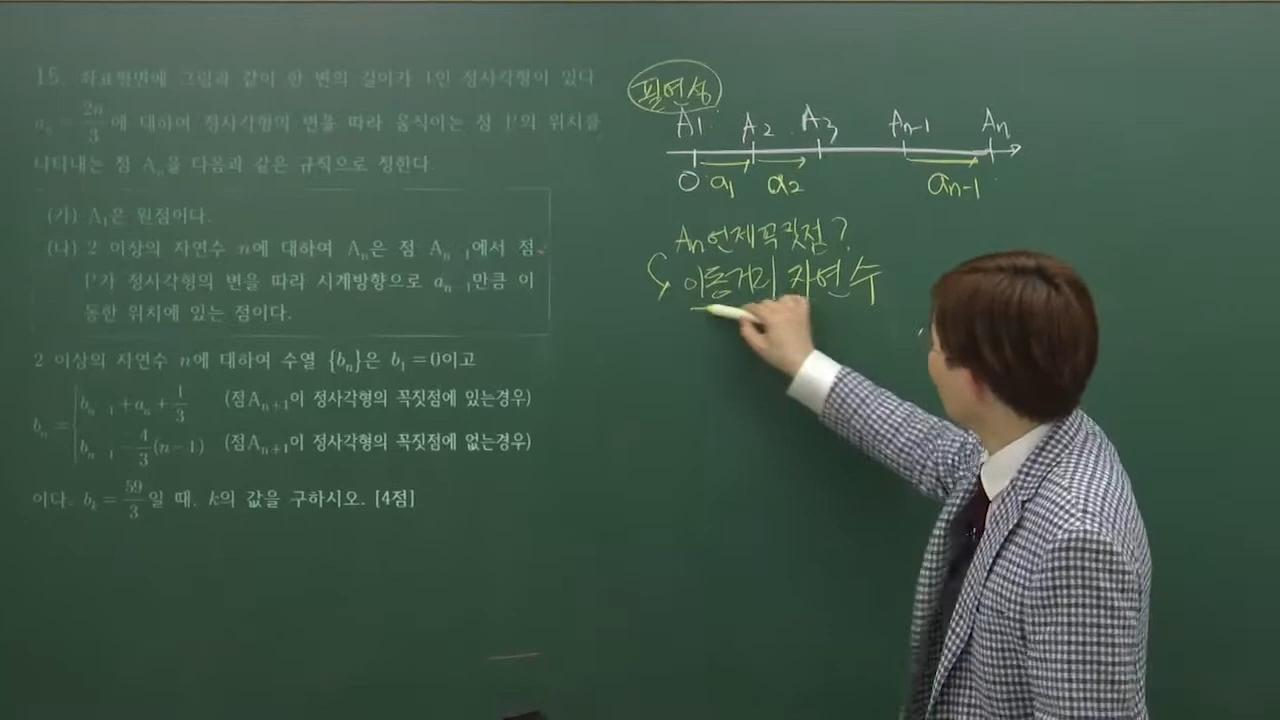 15. 좌표평면에 그림과 같이 한 변의 길이가 1인 정사각형이 있다
aₙ = 2n/3 에 대하여 정사각형의 변을 따라 움직이는 점 P의 위치를
나타내는 점 Aₙ을 다음과 같은 규칙으로 정한다.
(가) A₁은 원점이다.
(나) 2 이상의 자연수 n에 대하여 Aₙ은 점 Aₙ₋₁에서 점
P가 정사각형의 변을 따라 시계방향으로 aₙ₋₁만큼 이
동한 위치에 있는 점이다.
2 이상의 자연수 n에 대하여 수열 {bₙ}은 b₁=0이고
bₙ = bₙ₋₁+aₙ+1/3 (점Aₙ₊₁이 정사각형의 꼭짓점에 있는경우)
bₙ₋₁-4/3(n-1) (점Aₙ₊₁이 정사각형의 꼭짓점에 없는경우)
이다. bₖ = 59/3일 때, k의 값을 구하시오. [4점]
필연성
A1 A2 A3 An-1 An
0 a1 a2 an-1
An 언제 꼭짓점?
이동거리 자연수